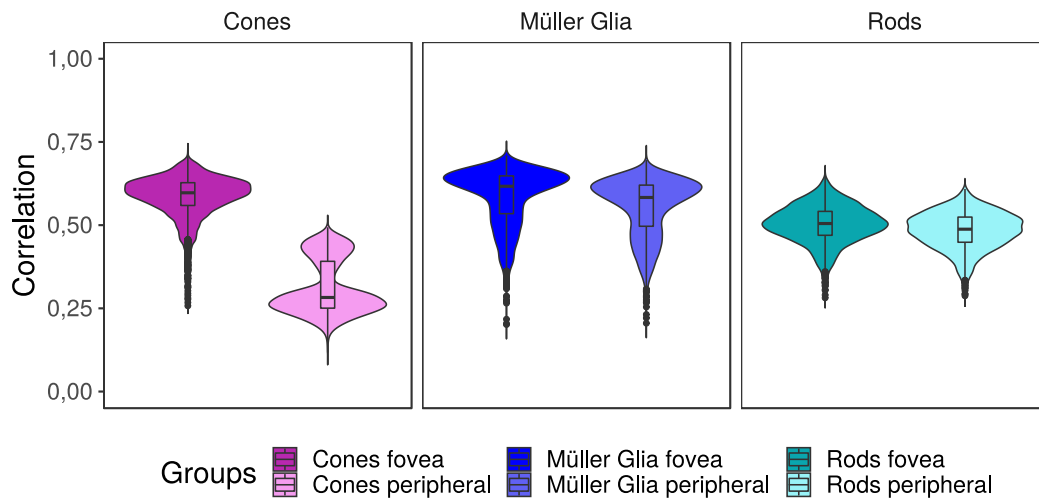 Cones Müller Glia Rods
1,00
0,75
0,50
0,25
0,00
Correlation
Groups
Cones fovea Müller Glia fovea Rods fovea
Cones peripheral Müller Glia peripheral Rods peripheral